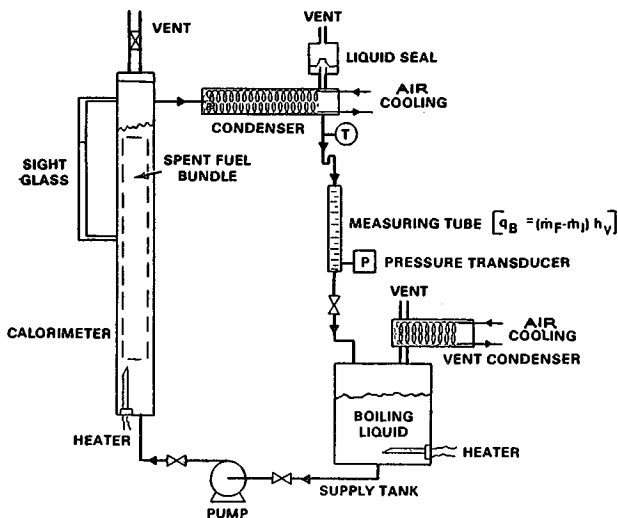 VENT
VENT
LIQUID SEAL
AIR
COOLING
CONDENSER
T
SIGHT
GLASS
SPENT FUEL
BUNDLE
MEASURING TUBE [q_B = (ṁ_F-ṁ_I) h_v]
P
PRESSURE TRANSDUCER
VENT
AIR
COOLING
VENT CONDENSER
CALORIMETER
BOILING
LIQUID
HEATER
HEATER
SUPPLY TANK
PUMP